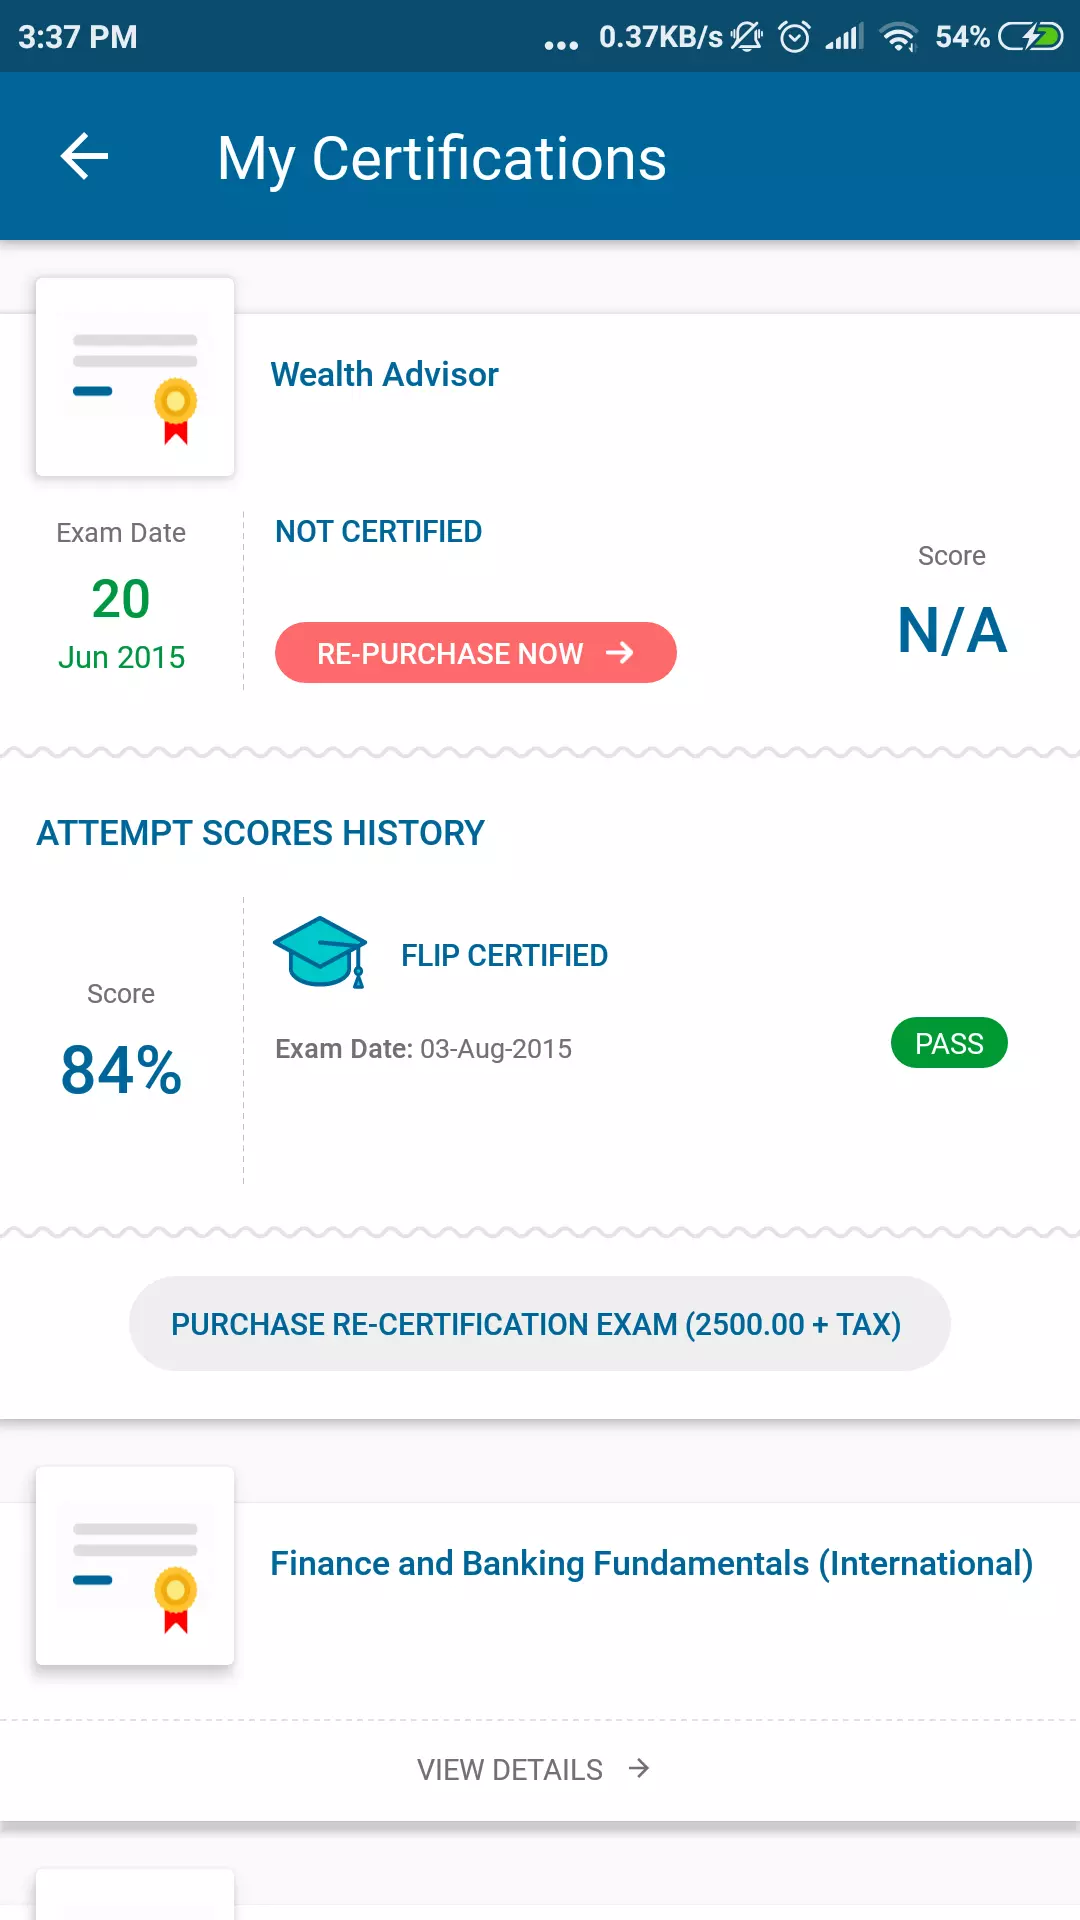 3:37 PM
... 0.37KB/s 54%
My Certifications
Wealth Advisor
Exam Date
20
Jun 2015
NOT CERTIFIED
RE-PURCHASE NOW →
Score
N/A
ATTEMPT SCORES HISTORY
Score
84%
FLIP CERTIFIED
Exam Date: 03-Aug-2015
PASS
PURCHASE RE-CERTIFICATION EXAM (2500.00 + TAX)
Finance and Banking Fundamentals (International)
VIEW DETAILS →